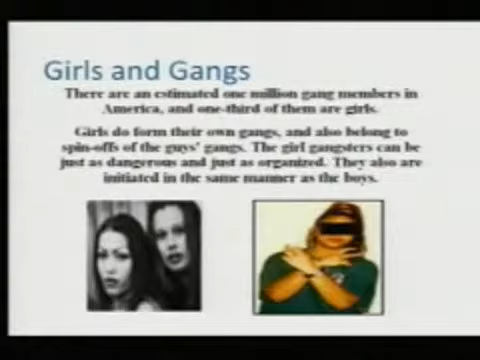 Girls and Gangs
There are an estimated one million gang members in
America, and one-third of them are girls.
Girls do form their own gangs, and also belong to
spin-offs of the guys' gangs. The girl gangsters can be
just as dangerous and just as organized. They also are
initiated in the same manner as the boys.